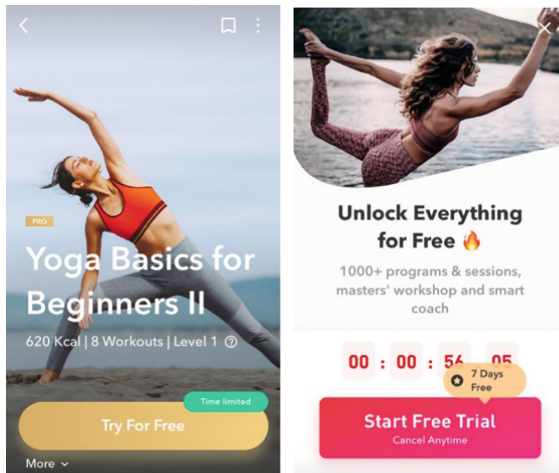 PRO
Yoga Basics for
Beginners II
620 Kcal | 8 Workouts | Level 1
Time limited
Try For Free
More
Unlock Everything
for Free 🔥
1000+ programs & sessions,
masters' workshop and smart
coach
00 : 00 : 56 05
7 Days
Free
Start Free Trial
Cancel Anytime